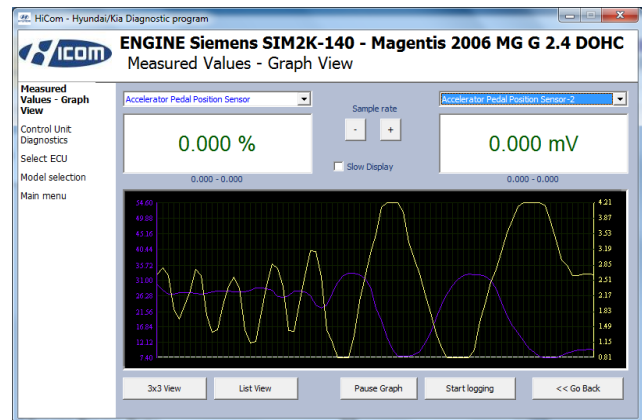 HiCom - Hyundai/Kia Diagnostic program
HICOM
ENGINE Siemens SIM2K-140 - Magentis 2006 MG G 2.4 DOHC
Measured Values - Graph View
Measured
Values - Graph
View
Control Unit
Diagnostics
Select ECU
Model selection
Main menu
Accelerator Pedal Position Sensor
Sample rate
Accelerator Pedal Position Sensor-2
0.000 %
- +
0.000 mV
Slow Display
0.000 - 0.000
0.000 - 0.000
54.60
49.88
45.16
40.44
35.72
31.00
26.28
21.56
16.84
12.12
7.40
4.21
3.87
3.53
3.19
2.85
2.51
2.17
1.83
1.49
1.15
0.81
3x3 View
List View
Pause Graph
Start logging
<< Go Back